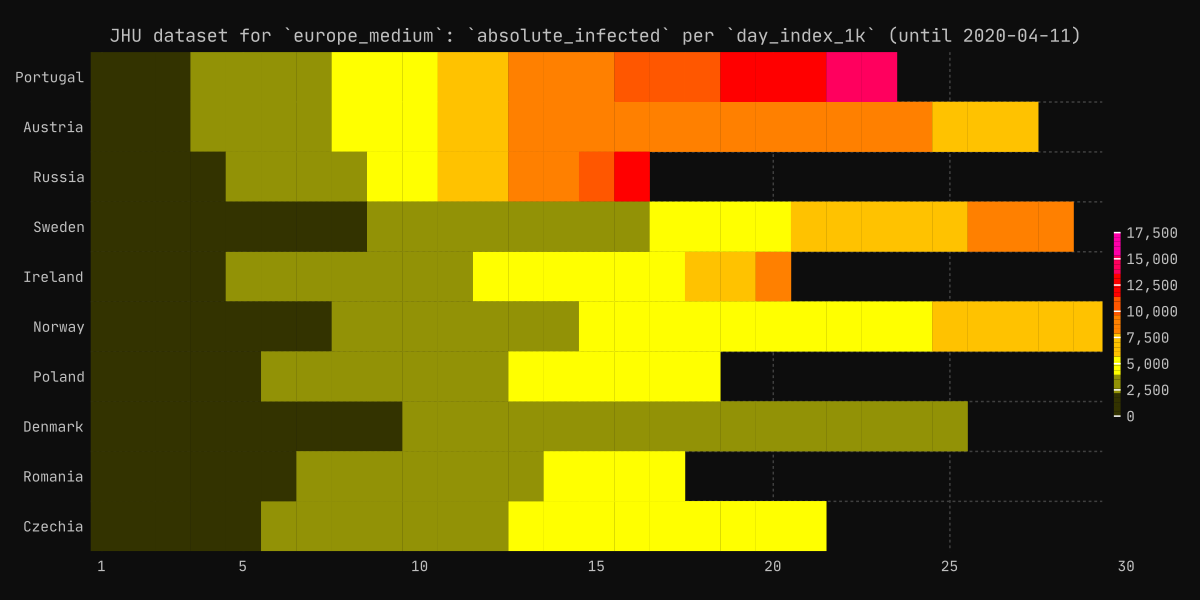 JHU dataset for `europe_medium`: `absolute_infected` per `day_index_1k` (until 2020-04-11)
Portugal
Austria
Russia
Sweden
Ireland
Norway
Poland
Denmark
Romania
Czechia
1 5 10 15 20 25 30
17,500
15,000
12,500
10,000
7,500
5,000
2,500
0